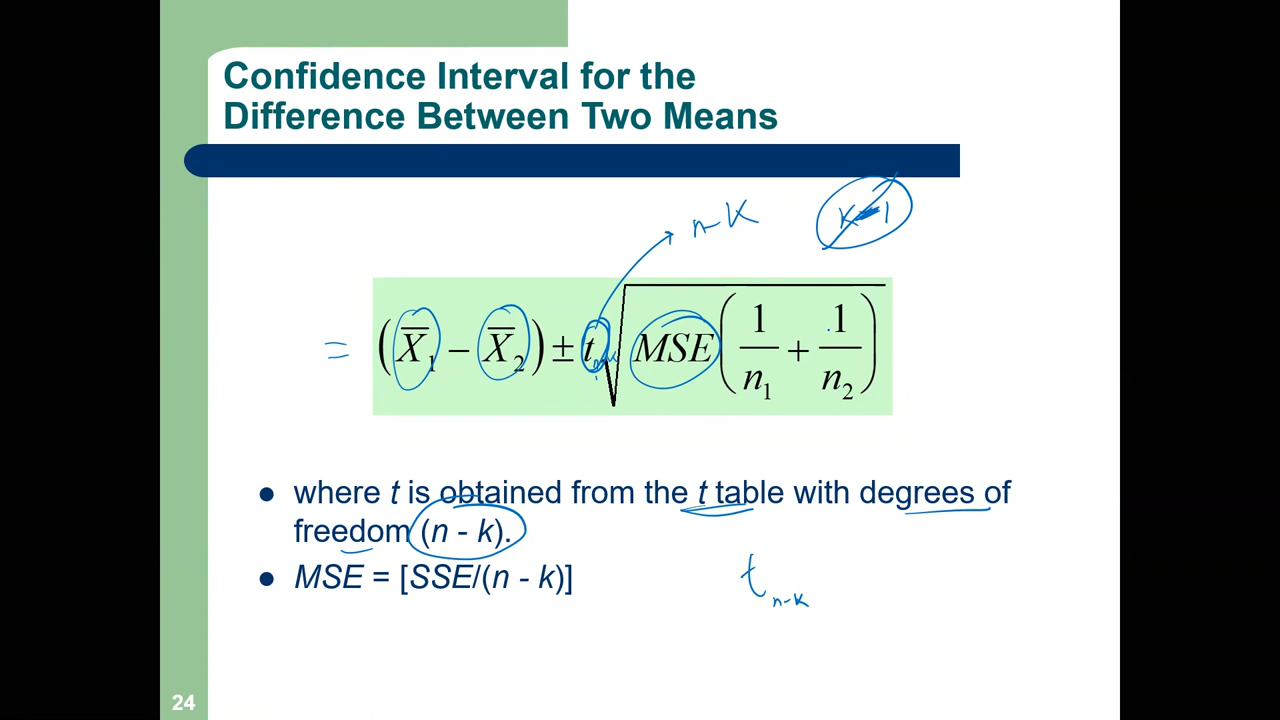 Confidence Interval for the
Difference Between Two Means
n-k
k-1
= (X̄₁ − X̄₂) ± t √ MSE (1/n₁ + 1/n₂)
● where t is obtained from the t table with degrees of
freedom (n - k).
● MSE = [SSE/(n - k)]
t n-k
24